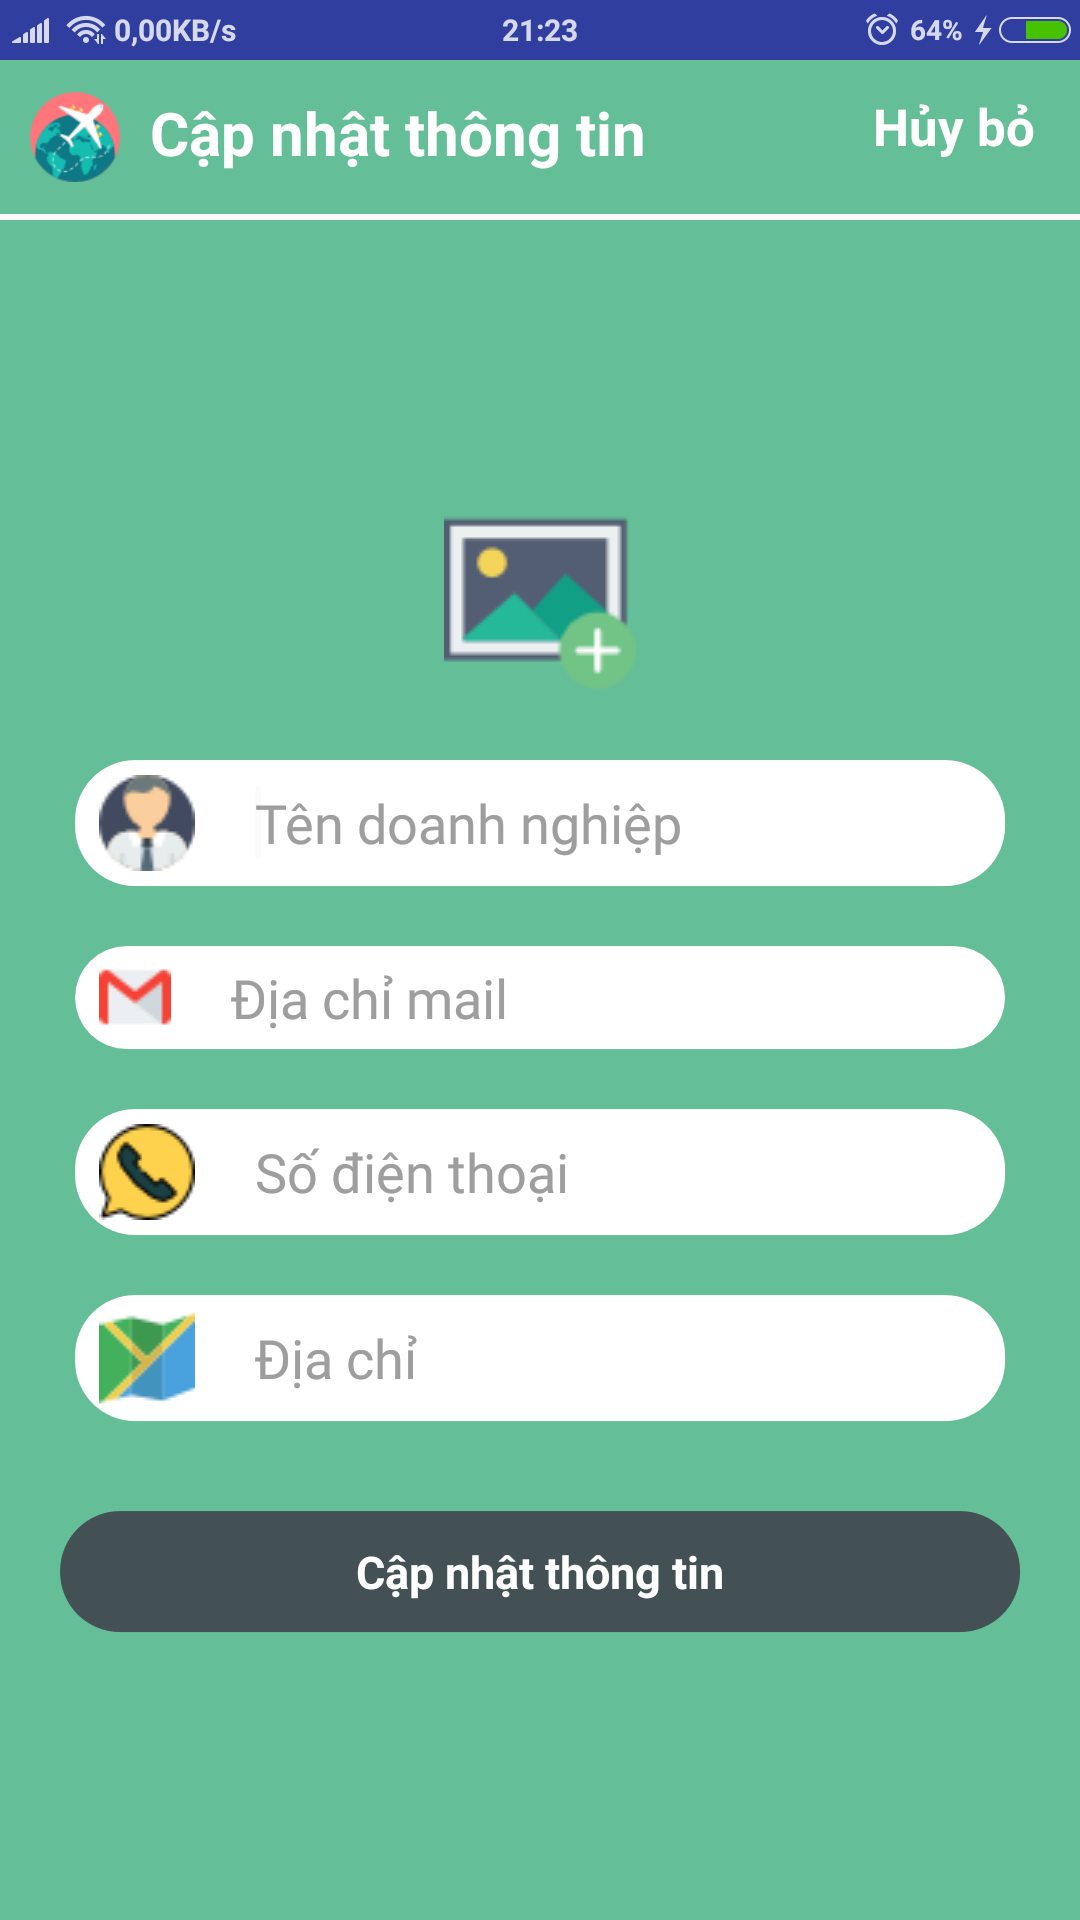 0,00KB/s 21:23 64%
Cập nhật thông tin Hủy bỏ
Tên doanh nghiệp
Địa chỉ mail
Số điện thoại
Địa chỉ
Cập nhật thông tin